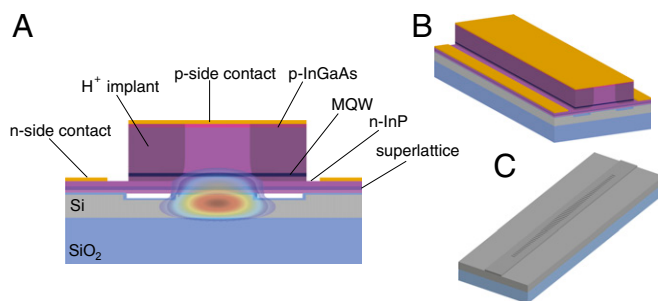 A
B
p-side contact
p-InGaAs
H+ implant
MQW
n-InP
n-side contact
superlattice
C
Si
SiO2